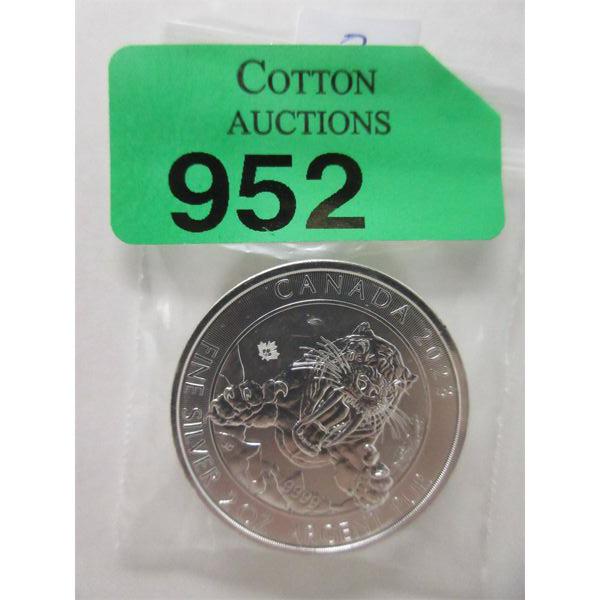 COTTON
AUCTIONS
952
CANADA 2023
FINE SILVER 2 OZ ARGENT PUR
9999